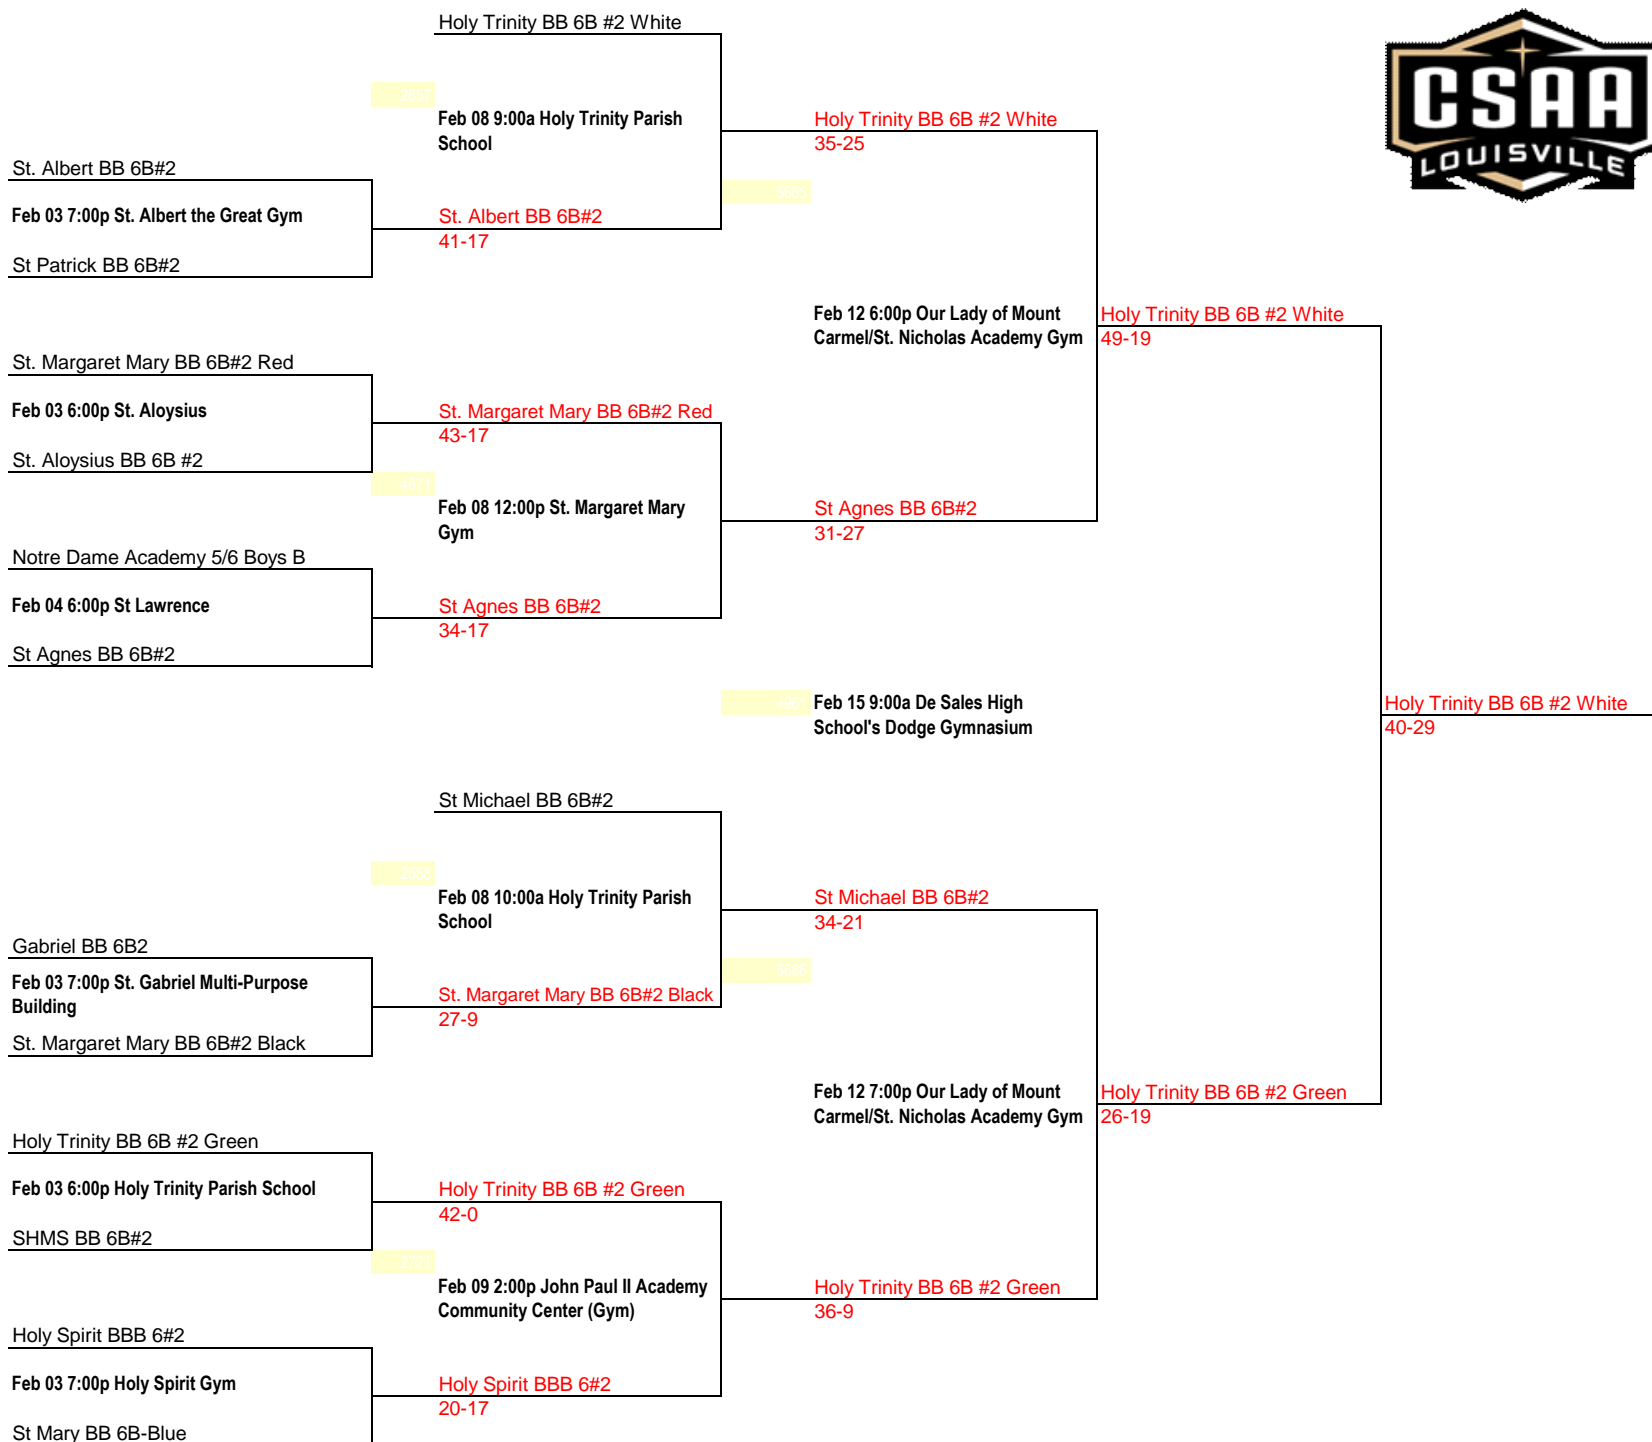 Holy Trinity BB 6B #2 White
CSAA
LOUISVILLE
Feb 08 9:00a Holy Trinity Parish
School
Holy Trinity BB 6B #2 White
35-25
St. Albert BB 6B#2
Feb 03 7:00p St. Albert the Great Gym
St. Albert BB 6B#2
41-17
St Patrick BB 6B#2
Feb 12 6:00p Our Lady of Mount
Carmel/St. Nicholas Academy Gym
Holy Trinity BB 6B #2 White
49-19
St. Margaret Mary BB 6B#2 Red
Feb 03 6:00p St. Aloysius
St. Margaret Mary BB 6B#2 Red
43-17
St. Aloysius BB 6B #2
Feb 08 12:00p St. Margaret Mary
Gym
St Agnes BB 6B#2
31-27
Notre Dame Academy 5/6 Boys B
Feb 04 6:00p St Lawrence
St Agnes BB 6B#2
34-17
St Agnes BB 6B#2
Feb 15 9:00a De Sales High
School's Dodge Gymnasium
Holy Trinity BB 6B #2 White
40-29
St Michael BB 6B#2
Feb 08 10:00a Holy Trinity Parish
School
St Michael BB 6B#2
34-21
Gabriel BB 6B2
Feb 03 7:00p St. Gabriel Multi-Purpose
Building
St. Margaret Mary BB 6B#2 Black
27-9
St. Margaret Mary BB 6B#2 Black
Feb 12 7:00p Our Lady of Mount
Carmel/St. Nicholas Academy Gym
Holy Trinity BB 6B #2 Green
26-19
Holy Trinity BB 6B #2 Green
Feb 03 6:00p Holy Trinity Parish School
Holy Trinity BB 6B #2 Green
42-0
SHMS BB 6B#2
Feb 09 2:00p John Paul II Academy
Community Center (Gym)
Holy Trinity BB 6B #2 Green
36-9
Holy Spirit BBB 6#2
Feb 03 7:00p Holy Spirit Gym
Holy Spirit BBB 6#2
20-17
St Mary BB 6B-Blue